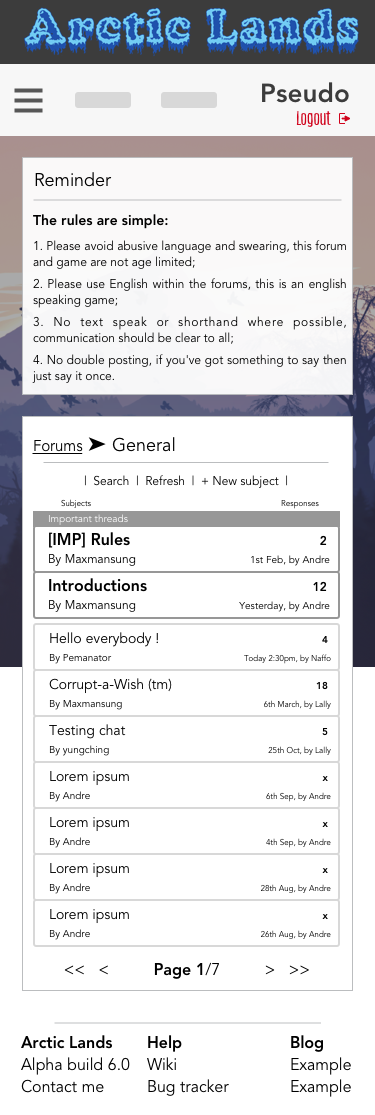 Arctic Lands
Pseudo
Logout
Reminder
The rules are simple:
1. Please avoid abusive language and swearing, this forum
and game are not age limited;
2. Please use English within the forums, this is an english
speaking game;
3. No text speak or shorthand where possible,
communication should be clear to all;
4. No double posting, if you've got something to say then
just say it once.
Forums ➤ General
| Search | Refresh | + New subject |
Subjects Responses
Important threads
[IMP] Rules 2
By Maxmansung 1st Feb, by Andre
Introductions 12
By Maxmansung Yesterday, by Andre
Hello everybody ! 4
By Pemanator Today 2:30pm, by Naffo
Corrupt-a-Wish (tm) 18
By Maxmansung 6th March, by Lally
Testing chat 5
By yungching 25th Oct, by Lally
Lorem ipsum x
By Andre 6th Sep, by Andre
Lorem ipsum x
By Andre 4th Sep, by Andre
Lorem ipsum x
By Andre 28th Aug, by Andre
Lorem ipsum x
By Andre 26th Aug, by Andre
<< < Page 1/7 > >>
Arctic Lands Help Blog
Alpha build 6.0 Wiki Example
Contact me Bug tracker Example